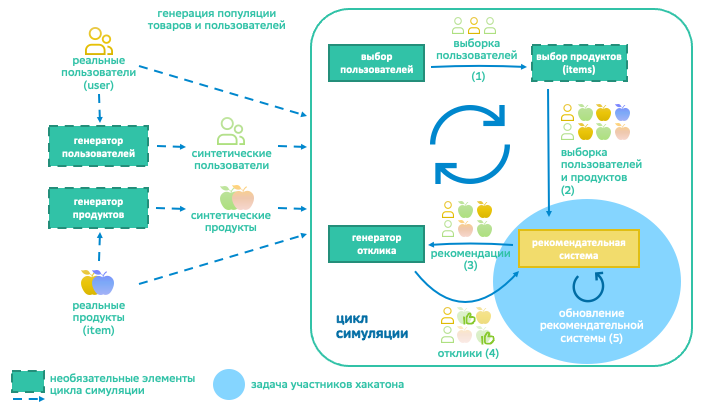 генерация популяции
товаров и пользователей
реальные
пользователи
(user)
генератор
пользователей
синтетические
пользователи
генератор
продуктов
синтетические
продукты
реальные
продукты
(item)
выбор
пользователей
выборка
пользователей
(1)
выбор продуктов
(items)
выборка
пользователей
и продуктов
(2)
генератор
отклика
рекомендации
(3)
рекомендательная
система
обновление
рекомендательной
системы (5)
отклики (4)
цикл
симуляции
необязательные элементы
цикла симуляции
задача участников хакатона